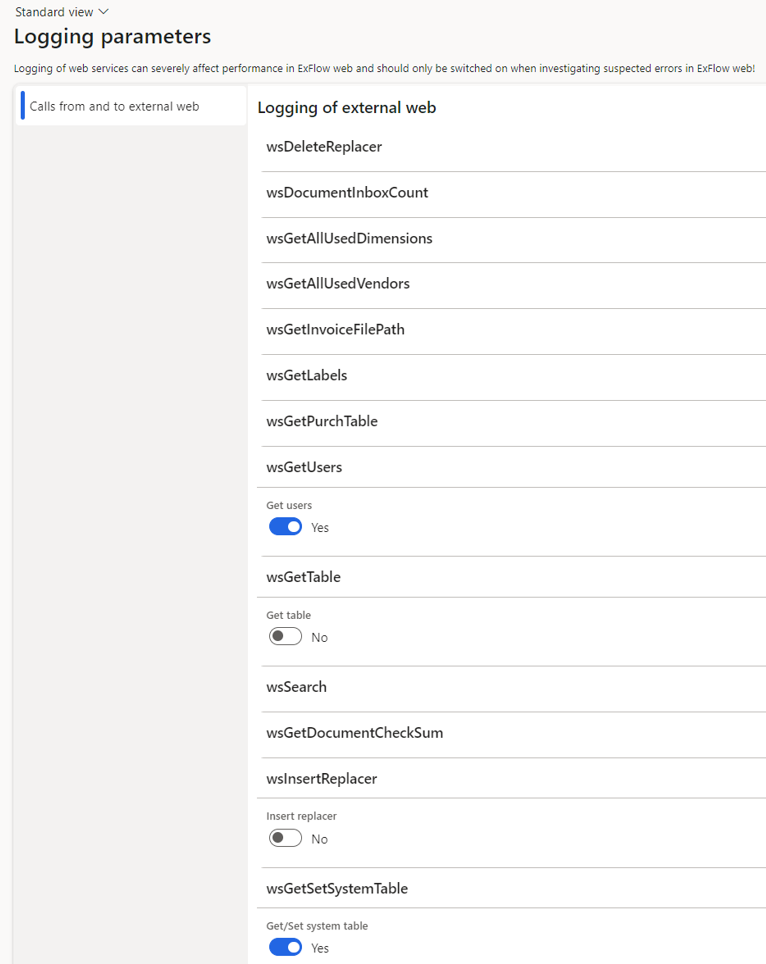 Standard view
Logging parameters
Logging of web services can severely affect performance in ExFlow web and should only be switched on when investigating suspected errors in ExFlow web!
Calls from and to external web
Logging of external web
wsDeleteReplacer
wsDocumentInboxCount
wsGetAllUsedDimensions
wsGetAllUsedVendors
wsGetInvoiceFilePath
wsGetLabels
wsGetPurchTable
wsGetUsers
Get users
Yes
wsGetTable
Get table
No
wsSearch
wsGetDocumentCheckSum
wsInsertReplacer
Insert replacer
No
wsGetSetSystemTable
Get/Set system table
Yes